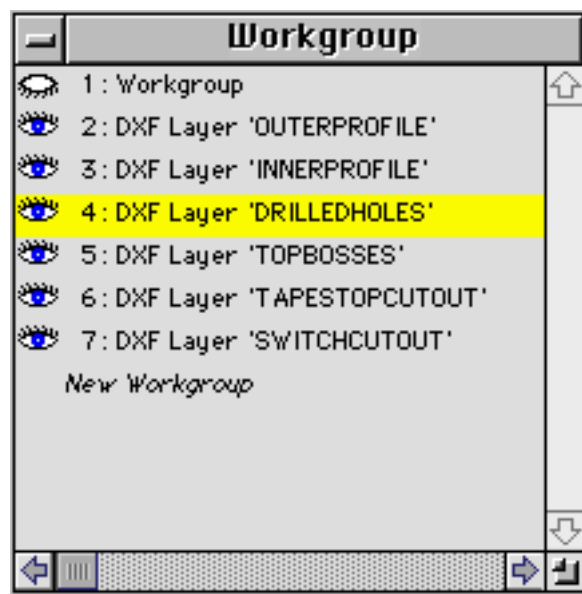 Workgroup
1: Workgroup
2: DXF Layer 'OUTERPROFILE'
3: DXF Layer 'INNERPROFILE'
4: DXF Layer 'DRILLEDHOLES'
5: DXF Layer 'TOPBOSSES'
6: DXF Layer 'TAPESTOPCUTOUT'
7: DXF Layer 'SWITCHCUTOUT'
New Workgroup